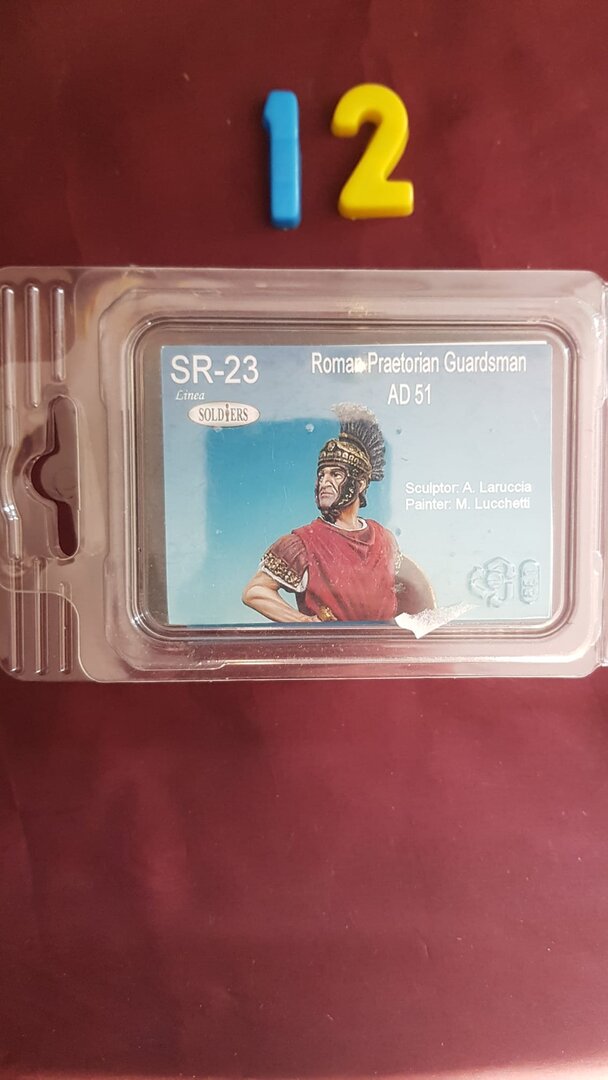 12
SR-23
Roman Praetorian Guardsman
AD 51
Linea
SOLDIERS
Sculptor: A. Laruccia
Painter: M. Lucchetti